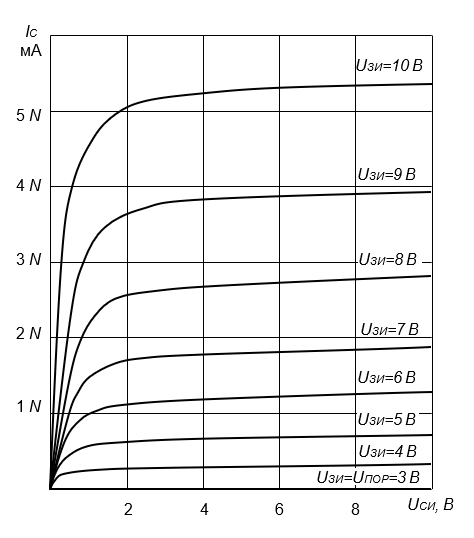 Iс
мА
Uзи=10 В
5 N
4 N
Uзи=9 В
3 N
Uзи=8 В
2 N
Uзи=7 В
Uзи=6 В
1 N
Uзи=5 В
Uзи=4 В
Uзи=Uпор=3 В
2 4 6 8 Uси, В